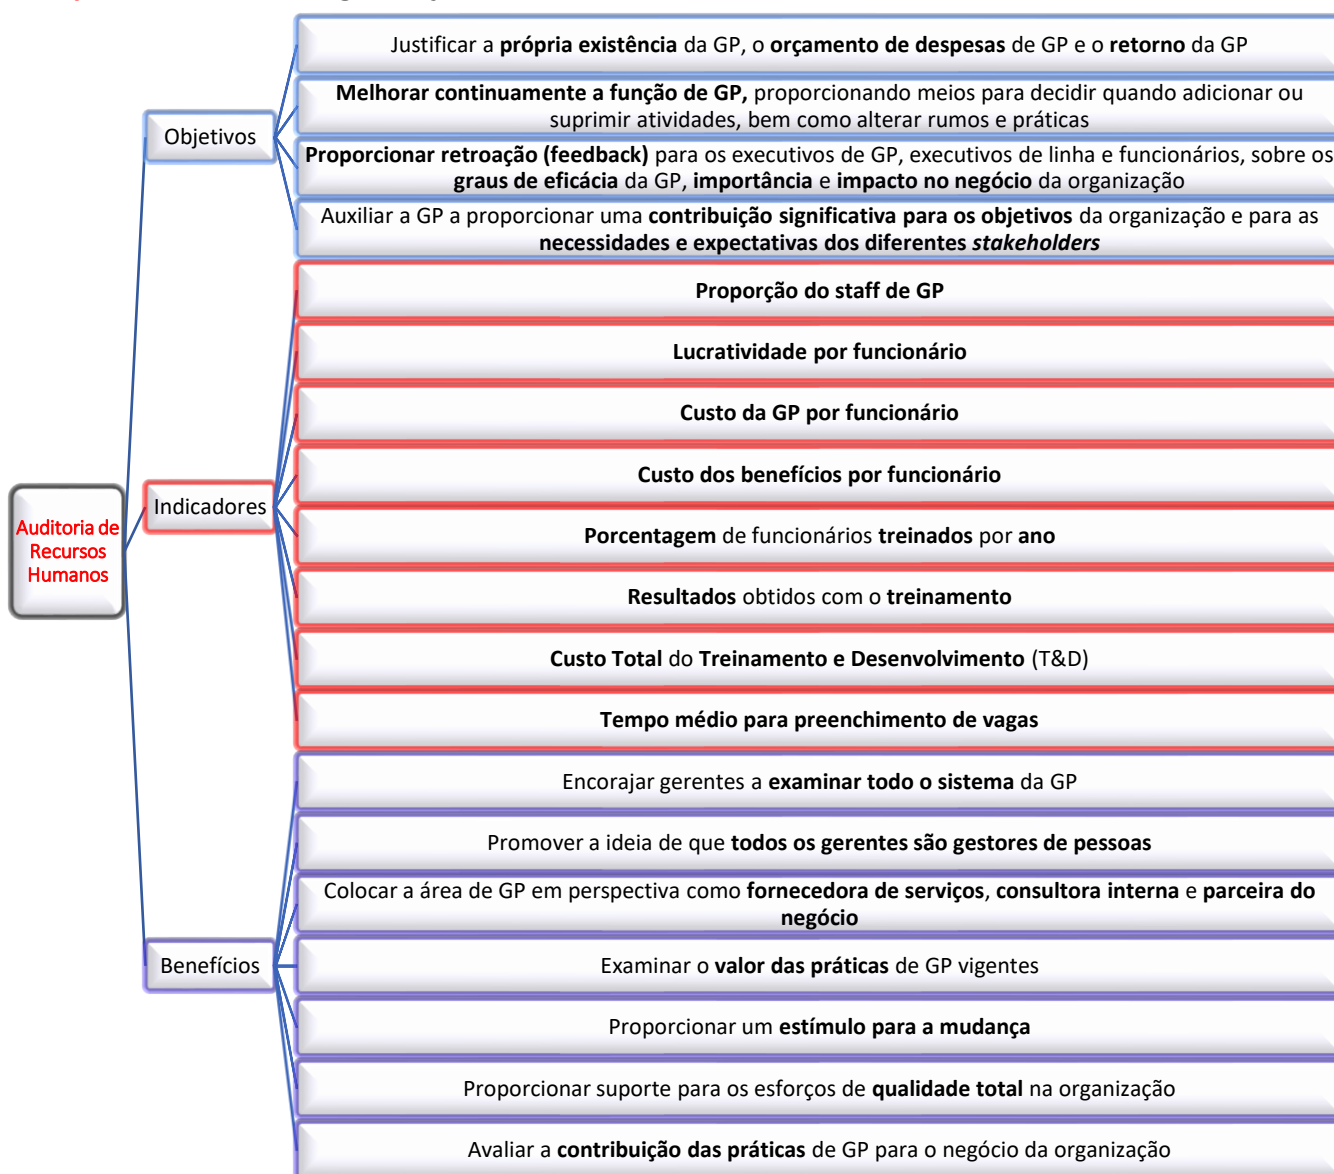 Justificar a própria existência da GP, o orçamento de despesas de GP e o retorno da GP
Melhorar continuamente a função de GP, proporcionando meios para decidir quando adicionar ou
suprimir atividades, bem como alterar rumos e práticas
Objetivos
Proporcionar retroação (feedback) para os executivos de GP, executivos de linha e funcionários, sobre os
graus de eficácia da GP, importância e impacto no negócio da organização
Auxiliar a GP a proporcionar uma contribuição significativa para os objetivos da organização e para as
necessidades e expectativas dos diferentes stakeholders
Proporção do staff de GP
Lucratividade por funcionário
Custo da GP por funcionário
Custo dos benefícios por funcionário
Indicadores
Auditoria de
Recursos
Humanos
Porcentagem de funcionários treinados por ano
Resultados obtidos com o treinamento
Custo Total do Treinamento e Desenvolvimento (T&D)
Tempo médio para preenchimento de vagas
Encorajar gerentes a examinar todo o sistema da GP
Promover a ideia de que todos os gerentes são gestores de pessoas
Colocar a área de GP em perspectiva como fornecedora de serviços, consultora interna e parceira do
negócio
Benefícios
Examinar o valor das práticas de GP vigentes
Proporcionar um estímulo para a mudança
Proporcionar suporte para os esforços de qualidade total na organização
Avaliar a contribuição das práticas de GP para o negócio da organização